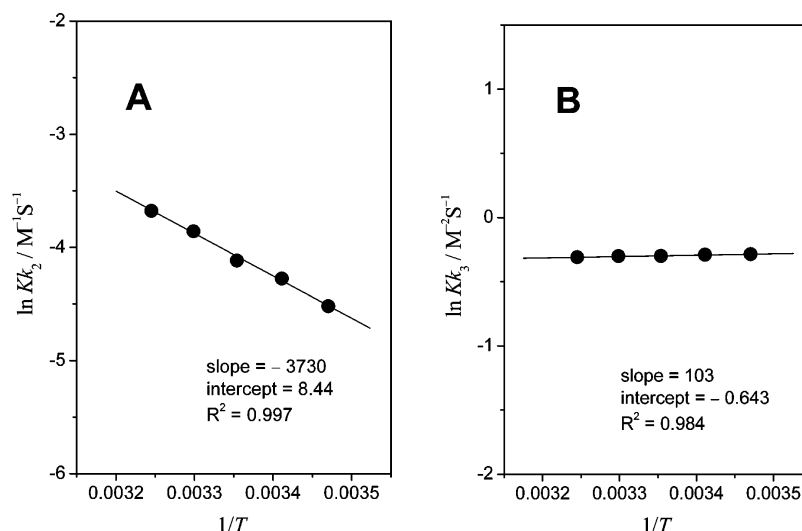 A
ln Kk₂ / M⁻¹S⁻¹
-2
-3
-4
-5
-6
slope = − 3730
intercept = 8.44
R² = 0.997
0.0032 0.0033 0.0034 0.0035
1/T
B
ln Kk₃ / M⁻²S⁻¹
1
0
-1
-2
slope = 103
intercept = − 0.643
R² = 0.984
0.0032 0.0033 0.0034 0.0035
1/T